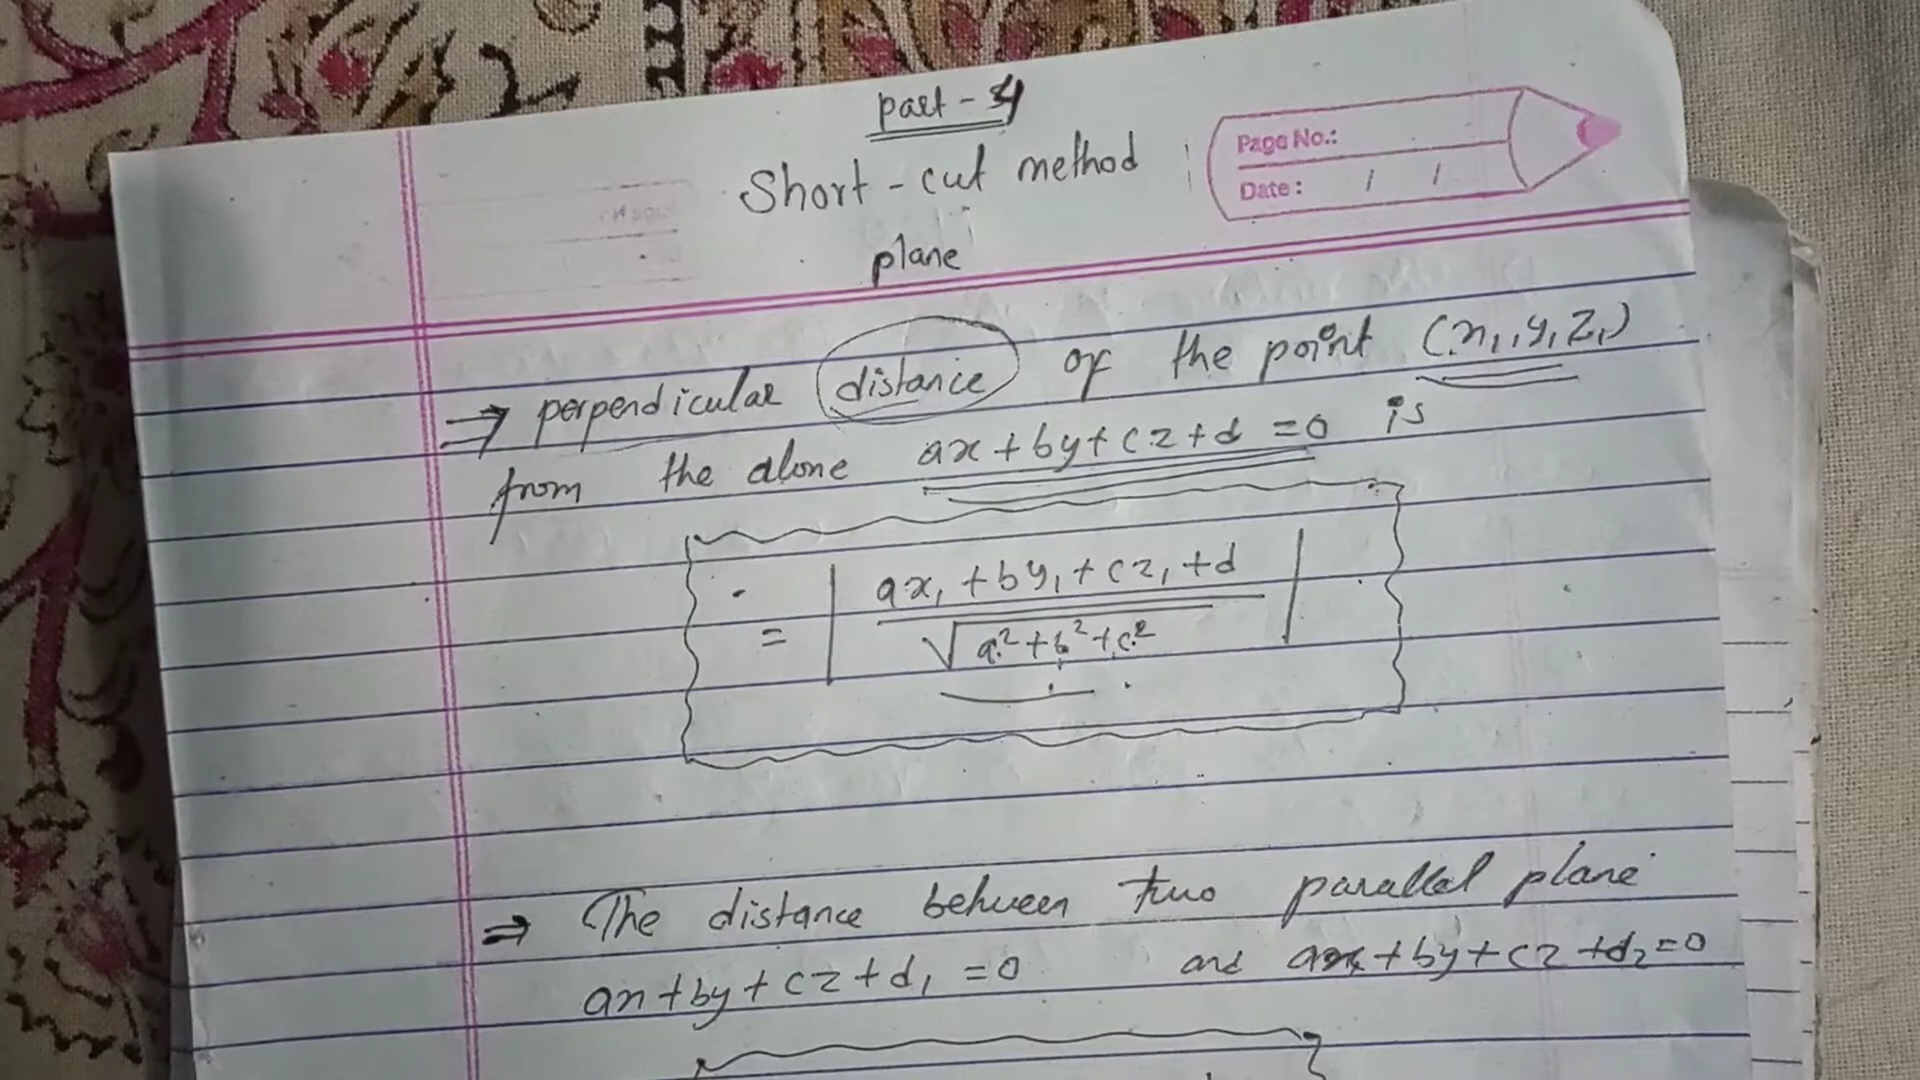 part-4
Short-cut method
Page No.:
Date: / /
plane
⇒ perpendicular distance of the point (x₁,y₁z₁)
from the alone ax+by+cz+d=0 is
= | ax₁+by₁+cz₁+d / √a²+b²+c² |
⇒ The distance between two parallel plane
ax+by+cz+d₁=0 and ax+by+cz+d₂=0